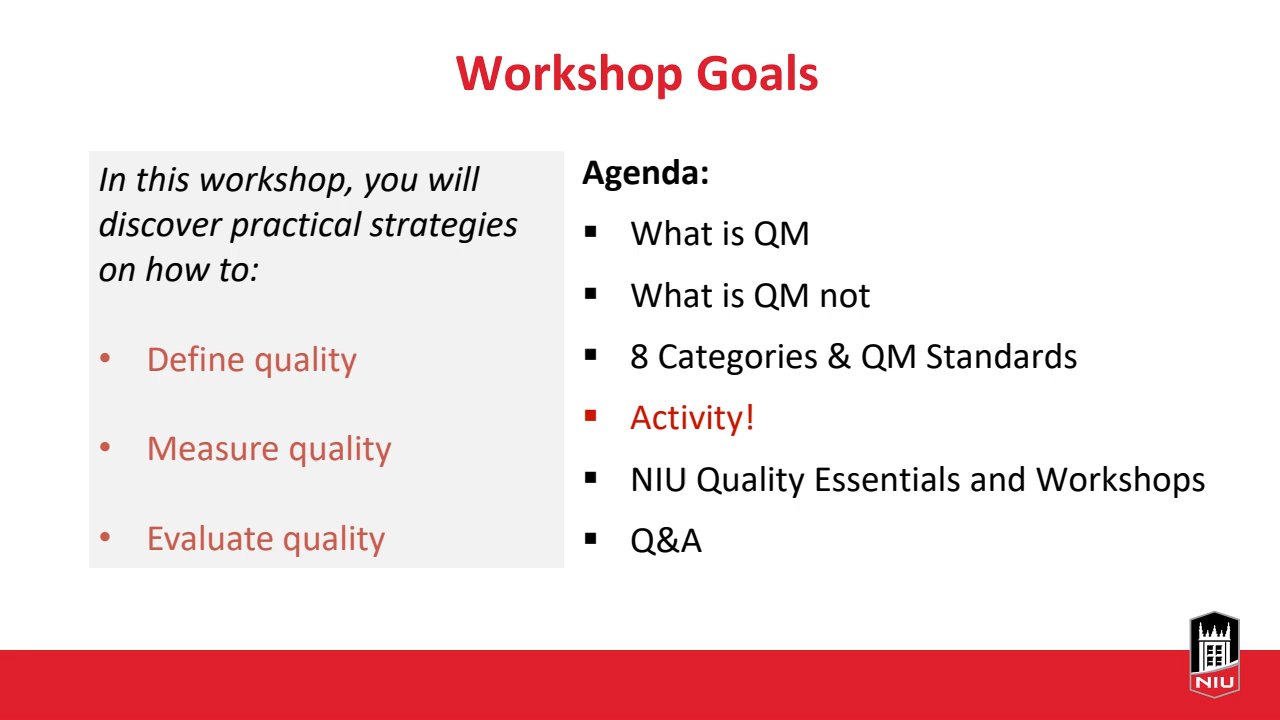 Workshop Goals
In this workshop, you will
discover practical strategies
on how to:
• Define quality
• Measure quality
• Evaluate quality
Agenda:
▪ What is QM
▪ What is QM not
▪ 8 Categories & QM Standards
▪ Activity!
▪ NIU Quality Essentials and Workshops
▪ Q&A
NIU